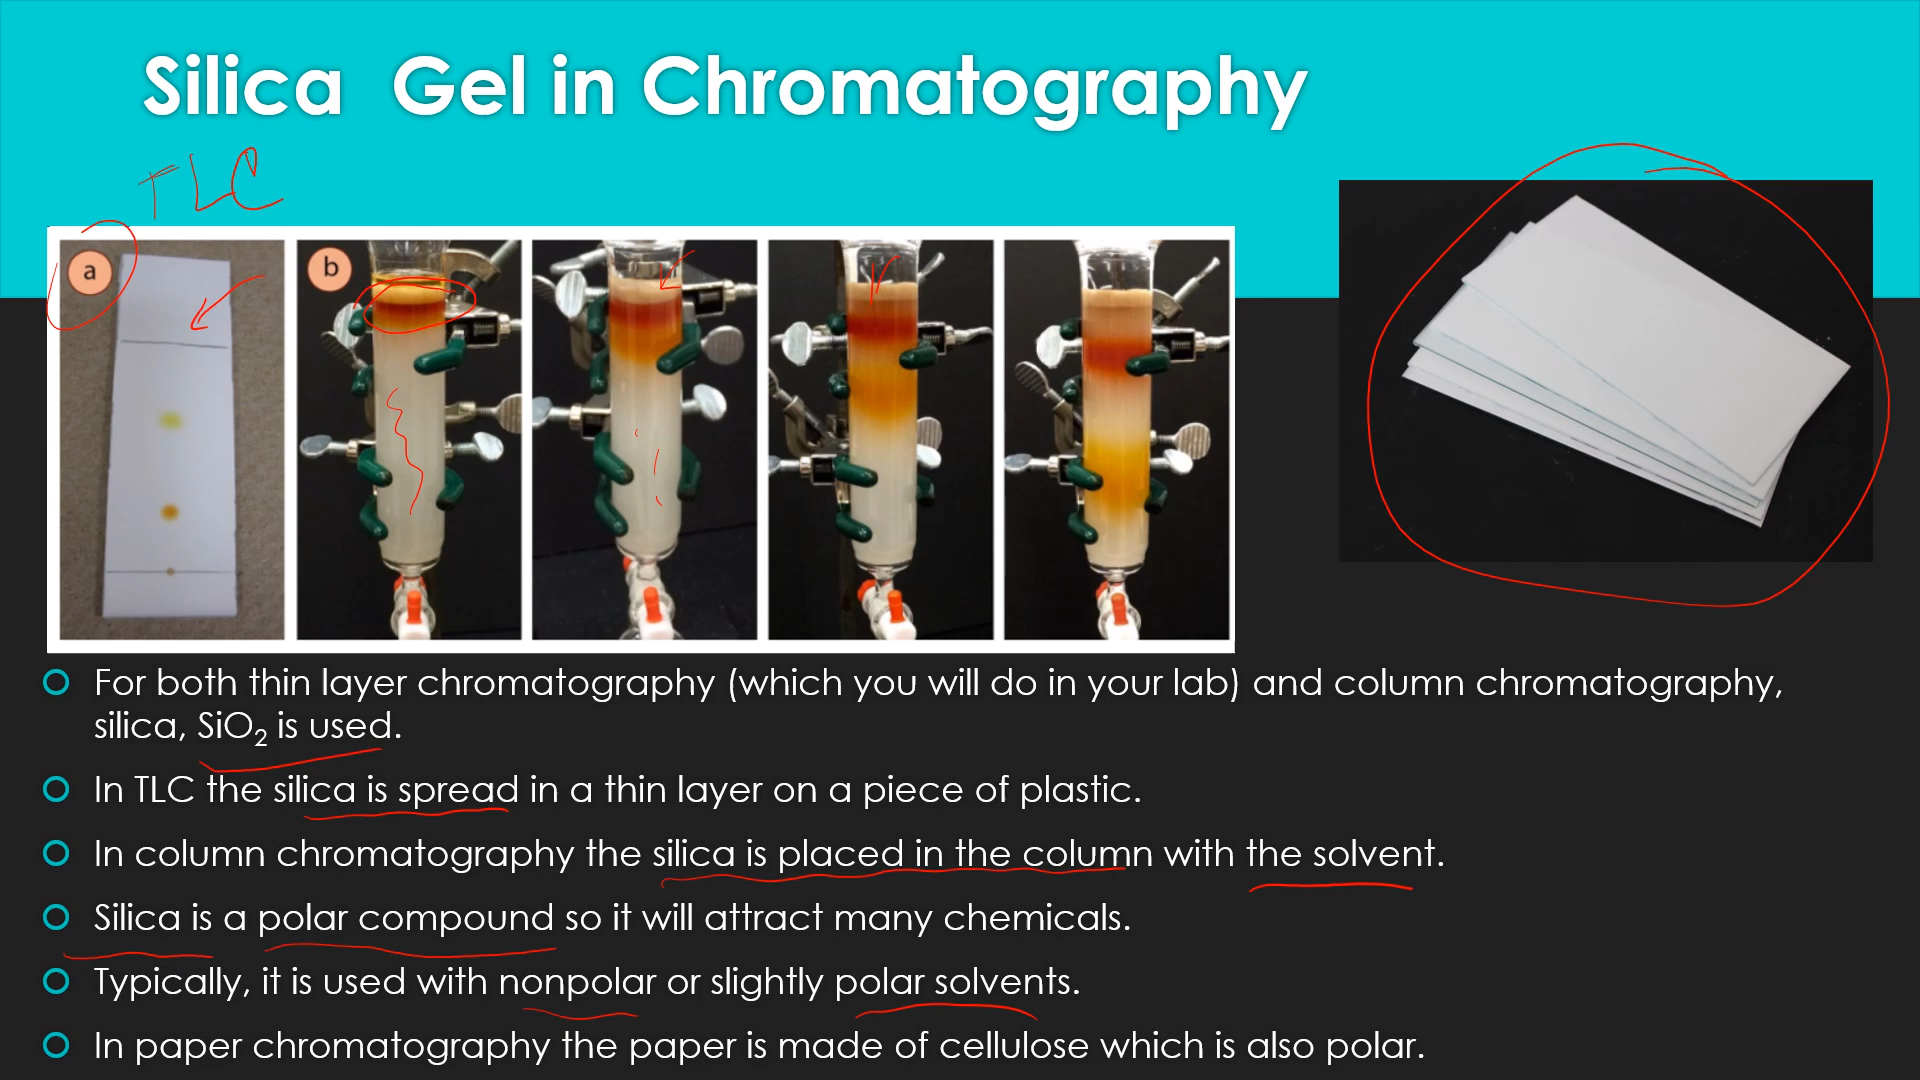 Silica Gel in Chromatography
TLC
a
b
For both thin layer chromatography (which you will do in your lab) and column chromatography,
silica, SiO₂ is used.
In TLC the silica is spread in a thin layer on a piece of plastic.
In column chromatography the silica is placed in the column with the solvent.
Silica is a polar compound so it will attract many chemicals.
Typically, it is used with nonpolar or slightly polar solvents.
In paper chromatography the paper is made of cellulose which is also polar.